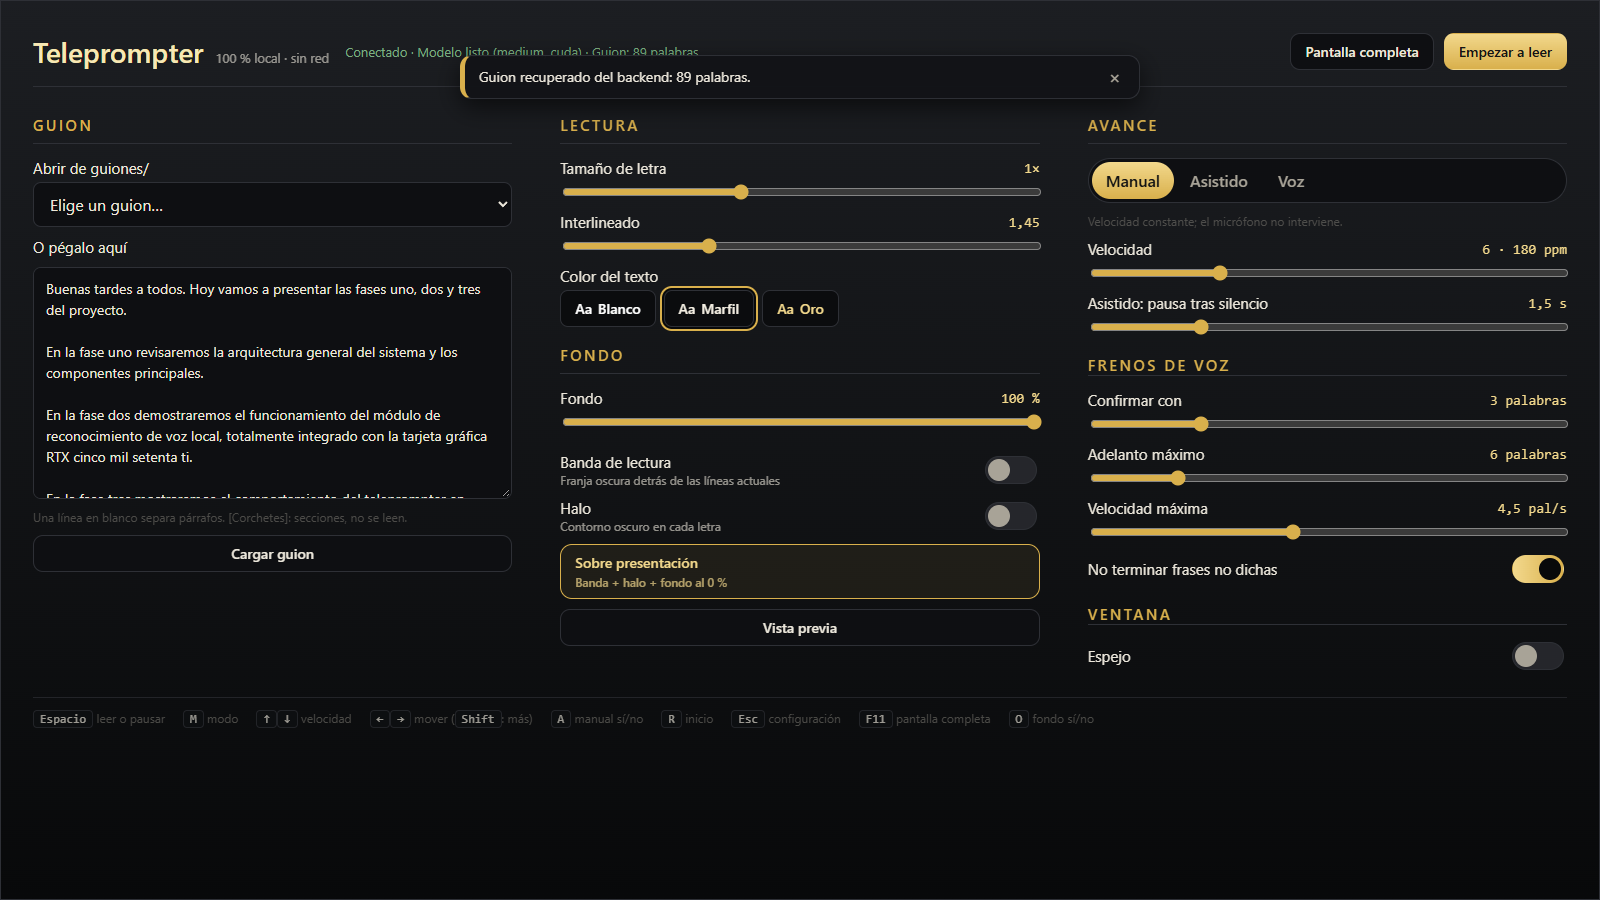 Teleprompter
100 % local · sin red
Conectado · Modelo listo (medium, cuda) · Guion: 89 palabras
Guion recuperado del backend: 89 palabras.
×
Pantalla completa
Empezar a leer
GUION
Abrir de guiones/
Elige un guion...
O pégalo aquí
Buenas tardes a todos. Hoy vamos a presentar las fases uno, dos y tres
del proyecto.
En la fase uno revisaremos la arquitectura general del sistema y los
componentes principales.
En la fase dos demostraremos el funcionamiento del módulo de
reconocimiento de voz local, totalmente integrado con la tarjeta gráfica
RTX cinco mil setenta ti.
En la fase tres mostraremos el comportamiento del teleprompter en
Una línea en blanco separa párrafos. [Corchetes]: secciones, no se leen.
Cargar guion
LECTURA
Tamaño de letra 1×
Interlineado 1,45
Color del texto
Aa Blanco
Aa Marfil
Aa Oro
FONDO
Fondo 100 %
Banda de lectura
Franja oscura detrás de las líneas actuales
Halo
Contorno oscuro en cada letra
Sobre presentación
Banda + halo + fondo al 0 %
Vista previa
AVANCE
Manual
Asistido
Voz
Velocidad constante; el micrófono no interviene.
Velocidad 6 · 180 ppm
Asistido: pausa tras silencio 1,5 s
FRENOS DE VOZ
Confirmar con 3 palabras
Adelanto máximo 6 palabras
Velocidad máxima 4,5 pal/s
No terminar frases no dichas
VENTANA
Espejo
Espacio leer o pausar M modo ↑ ↓ velocidad ← → mover (Shift: más) A manual sí/no R inicio Esc configuración F11 pantalla completa O fondo sí/no